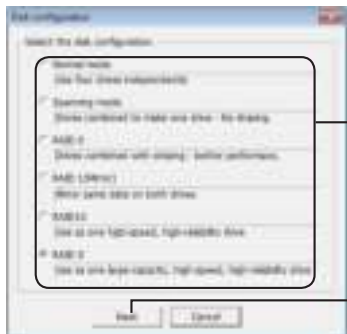 Disk configuration
Select the disk configuration.
Normal mode
Use four drives independently
Spanning mode
Drives combined to make one drive - No striping.
RAID 0
Drives combined with striping - better performance.
RAID 1(Mirror)
Mirror same data on both drives.
RAID10
Use as one high-speed, high-reliability drive
RAID 5
Use as one large-capacity, high-speed, high-reliability drive
Next
Cancel